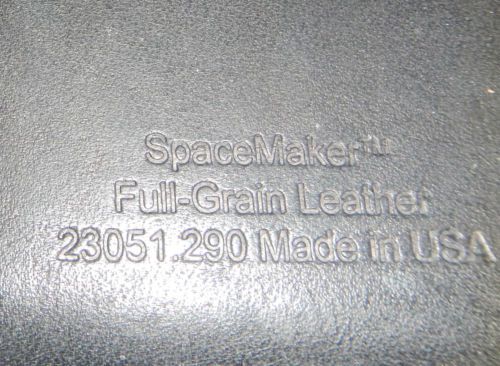 SpaceMaker™
Full-Grain Leather
23051.290 Made in USA